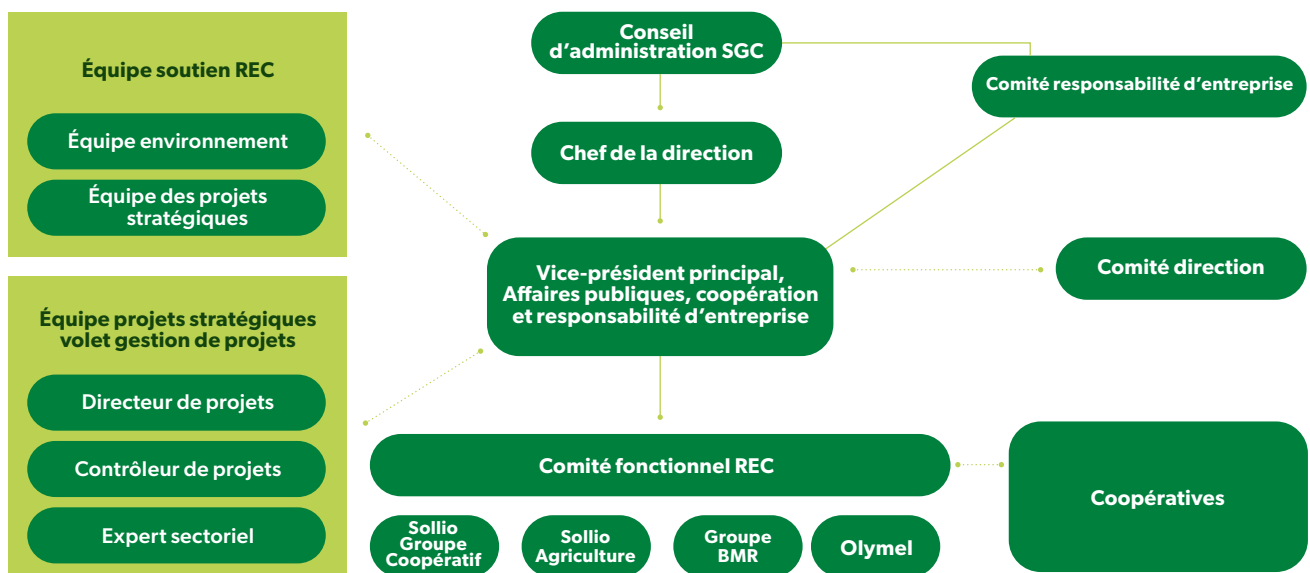 Équipe soutien REC
Équipe environnement
Équipe des projets
stratégiques
Équipe projets stratégiques
volet gestion de projets
Directeur de projets
Contrôleur de projets
Expert sectoriel
Conseil
d'administration SGC
Comité responsabilité d'entreprise
Chef de la direction
Vice-président principal,
Affaires publiques, coopération
et responsabilité d'entreprise
Comité direction
Comité fonctionnel REC
Coopératives
Sollio
Groupe
Coopératif
Sollio
Agriculture
Groupe
BMR
Olymel